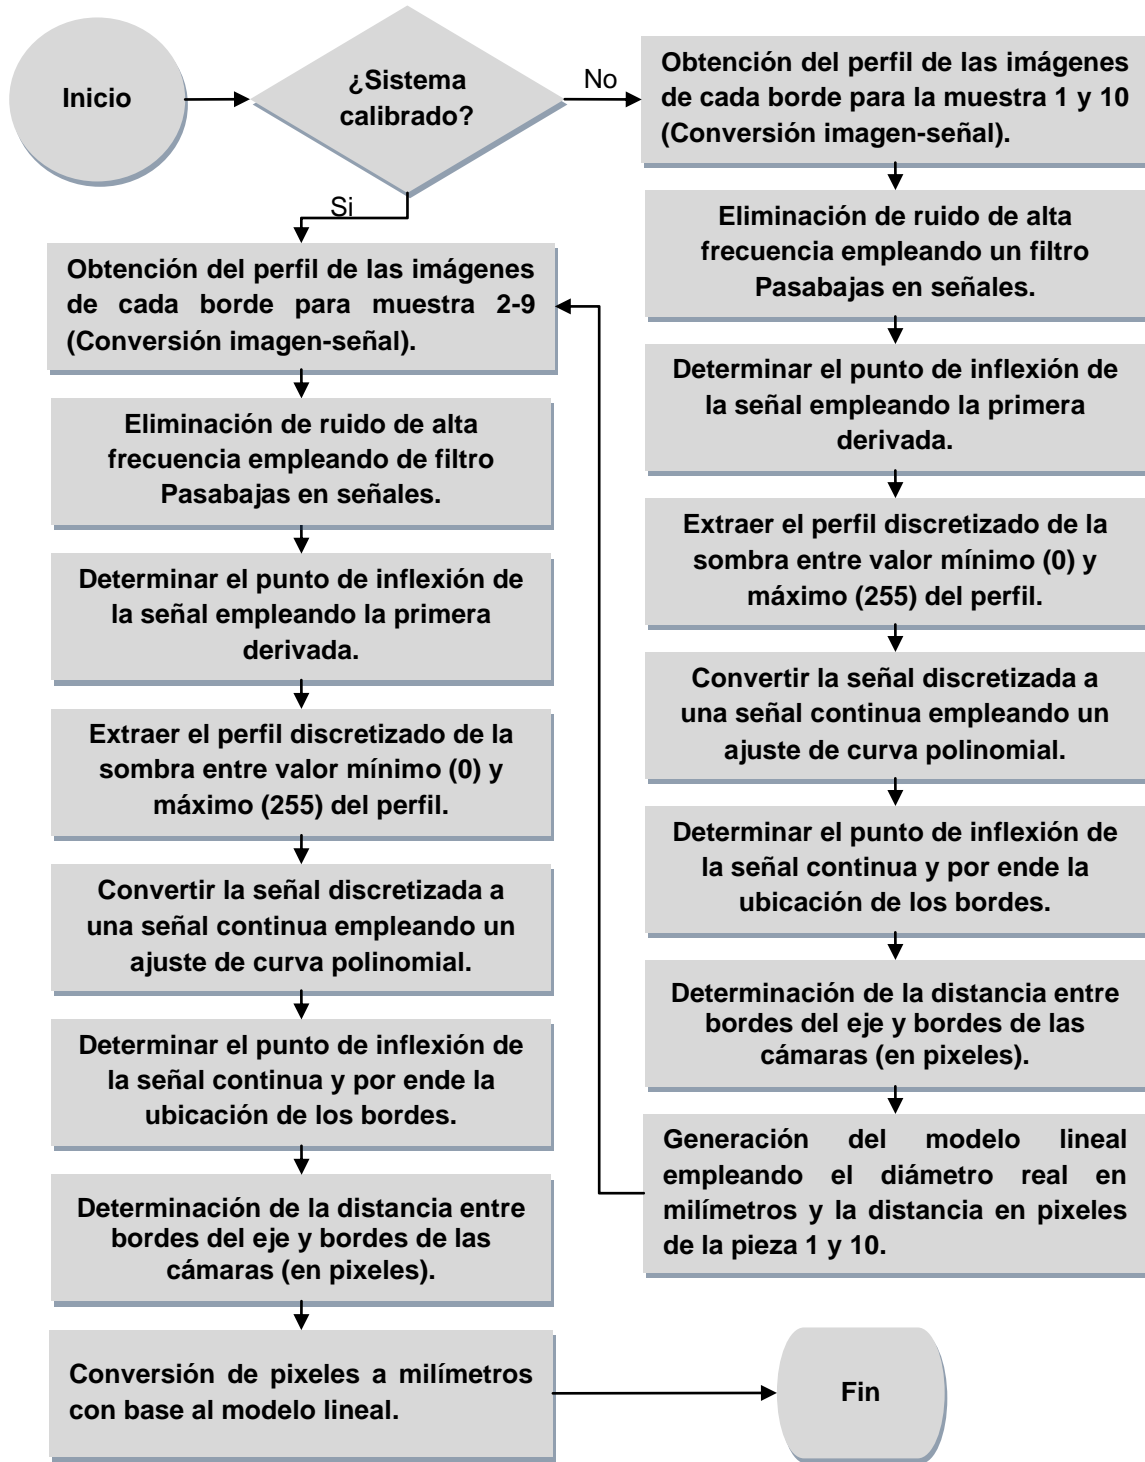 Inicio
¿Sistema
calibrado?
No
Si
Obtención del perfil de las imágenes
de cada borde para la muestra 1 y 10
(Conversión imagen-señal).
Eliminación de ruido de alta
frecuencia empleando un filtro
Pasabajas en señales.
Determinar el punto de inflexión de
la señal empleando la primera
derivada.
Extraer el perfil discretizado de la
sombra entre valor mínimo (0) y
máximo (255) del perfil.
Convertir la señal discretizada a
una señal continua empleando un
ajuste de curva polinomial.
Determinar el punto de inflexión de
la señal continua y por ende la
ubicación de los bordes.
Determinación de la distancia entre
bordes del eje y bordes de las
cámaras (en pixeles).
Generación del modelo lineal
empleando el diámetro real en
milímetros y la distancia en pixeles
de la pieza 1 y 10.
Obtención del perfil de las imágenes
de cada borde para muestra 2-9
(Conversión imagen-señal).
Eliminación de ruido de alta
frecuencia empleando de filtro
Pasabajas en señales.
Determinar el punto de inflexión de
la señal empleando la primera
derivada.
Extraer el perfil discretizado de la
sombra entre valor mínimo (0) y
máximo (255) del perfil.
Convertir la señal discretizada a
una señal continua empleando un
ajuste de curva polinomial.
Determinar el punto de inflexión de
la señal continua y por ende la
ubicación de los bordes.
Determinación de la distancia entre
bordes del eje y bordes de las
cámaras (en pixeles).
Conversión de pixeles a milímetros
con base al modelo lineal.
Fin